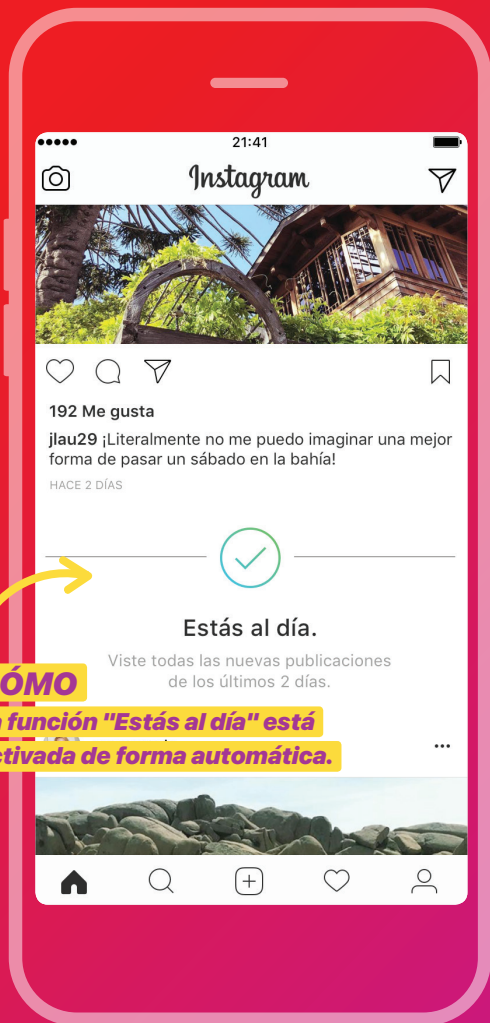 21:41
Instagram
192 Me gusta
jlau29 ¡Literalmente no me puedo imaginar una mejor
forma de pasar un sábado en la bahía!
HACE 2 DÍAS
Estás al día.
Viste todas las nuevas publicaciones
de los últimos 2 días.
ÓMO
a función "Estás al día" está
ctivada de forma automática.